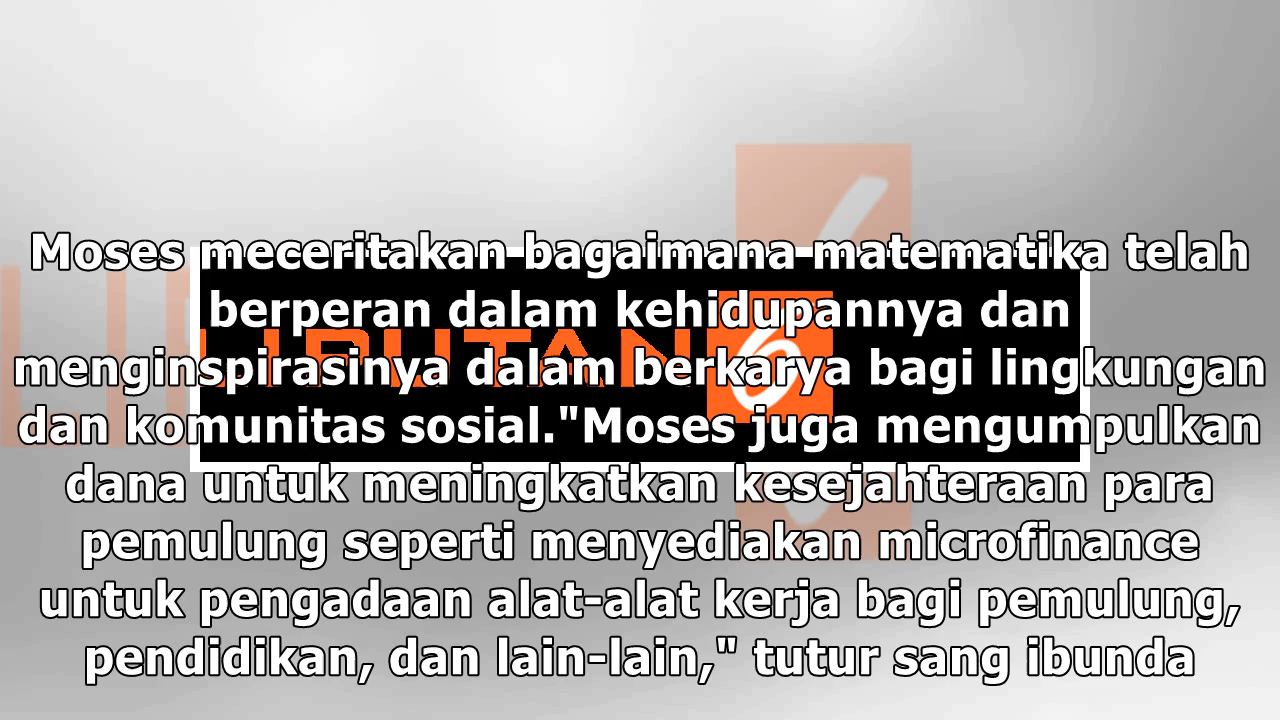 Moses meceritakan bagaimana matematika telah
berperan dalam kehidupannya dan
menginspirasinya dalam berkarya bagi lingkungan
dan komunitas sosial."Moses juga mengumpulkan
dana untuk meningkatkan kesejahteraan para
pemulung seperti menyediakan microfinance
untuk pengadaan alat-alat kerja bagi pemulung,
pendidikan, dan lain-lain," tutur sang ibunda
LIPUTAN 6